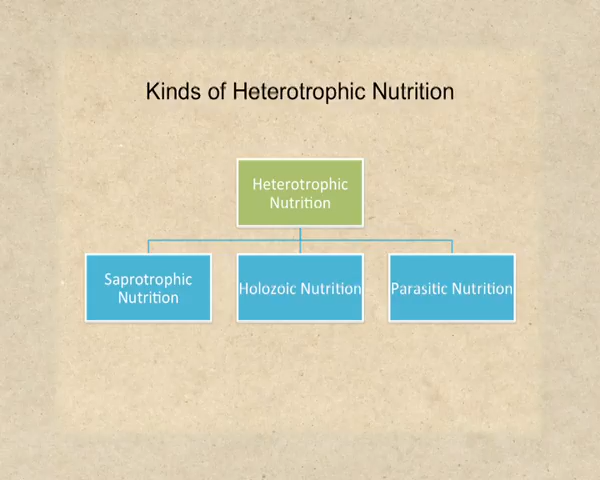 Kinds of Heterotrophic Nutrition
Heterotrophic
Nutrition
Saprotrophic
Nutrition
Holozoic Nutrition
Parasitic Nutrition